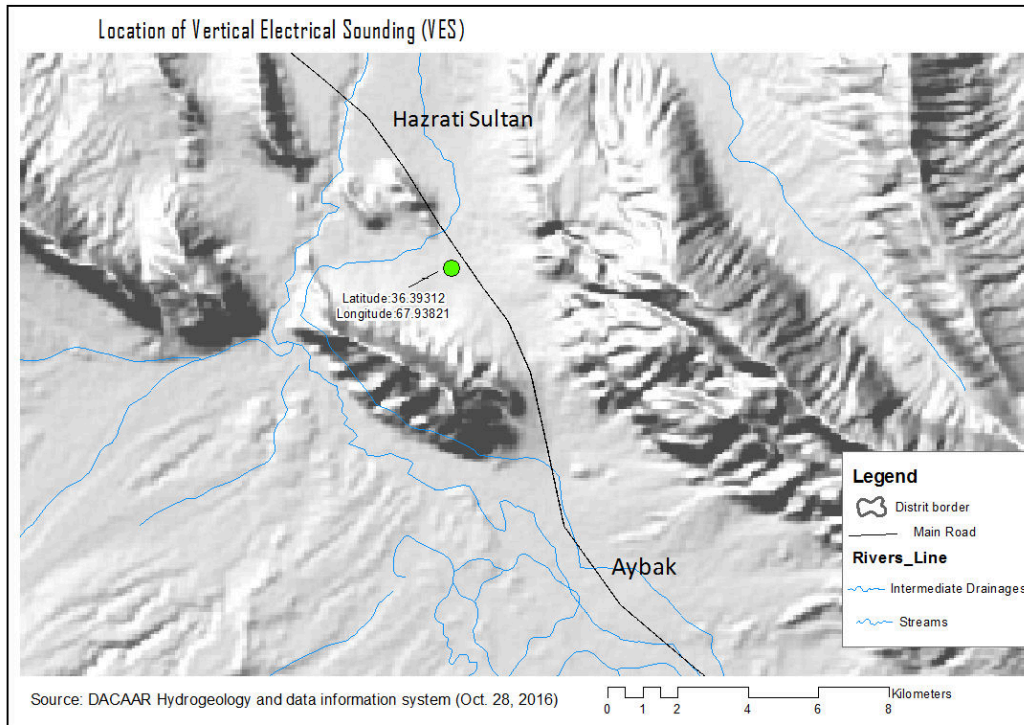 Location of Vertical Electrical Sounding (VES)
Hazrati Sultan
Latitude:36.39312
Longitude:67.93821
Aybak
Legend
Distrit border
Main Road
Rivers_Line
Intermediate Drainages
Streams
Source: DACAAR Hydrogeology and data information system (Oct. 28, 2016)
Kilometers
0 1 2 4 6 8